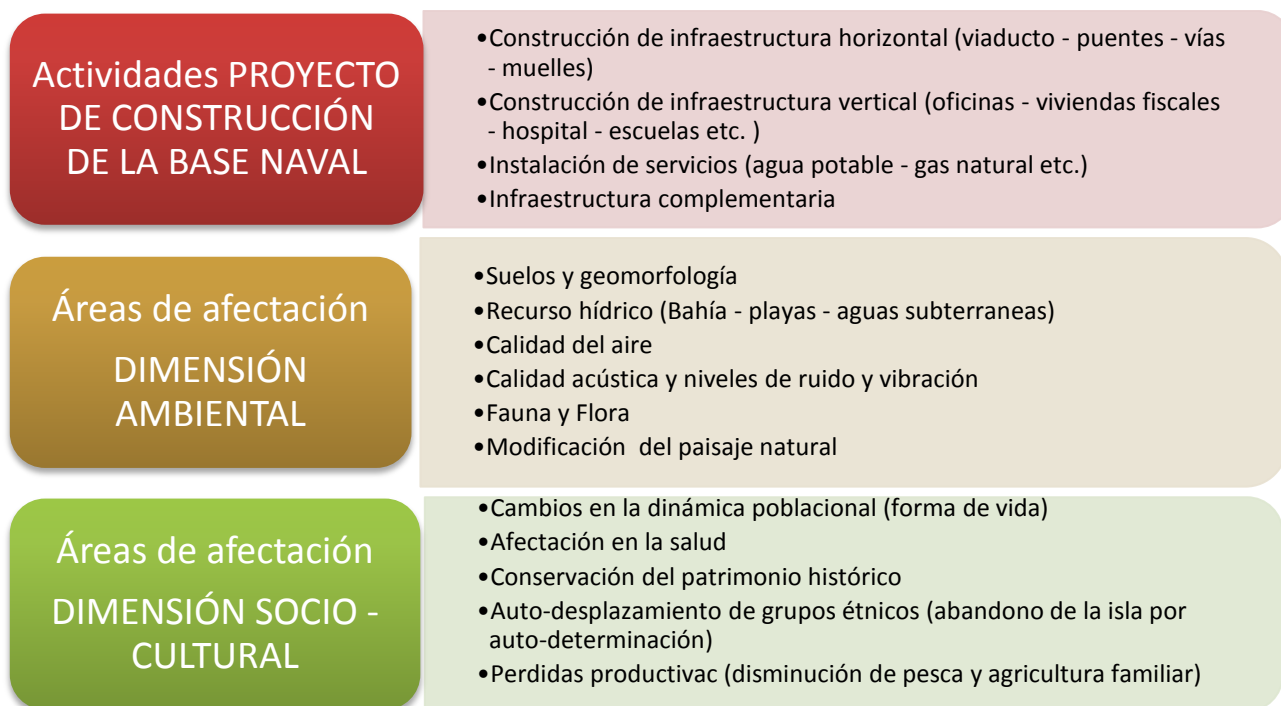 Actividades PROYECTO
DE CONSTRUCCIÓN
DE LA BASE NAVAL
•Construcción de infraestructura horizontal (viaducto - puentes - vías
- muelles)
•Construcción de infraestructura vertical (oficinas - viviendas fiscales
- hospital - escuelas etc. )
•Instalación de servicios (agua potable - gas natural etc.)
•Infraestructura complementaria
Áreas de afectación
DIMENSIÓN
AMBIENTAL
•Suelos y geomorfología
•Recurso hídrico (Bahía - playas - aguas subterraneas)
•Calidad del aire
•Calidad acústica y niveles de ruido y vibración
•Fauna y Flora
•Modificación del paisaje natural
Áreas de afectación
DIMENSIÓN SOCIO -
CULTURAL
•Cambios en la dinámica poblacional (forma de vida)
•Afectación en la salud
•Conservación del patrimonio histórico
•Auto-desplazamiento de grupos étnicos (abandono de la isla por
auto-determinación)
•Perdidas productivac (disminución de pesca y agricultura familiar)